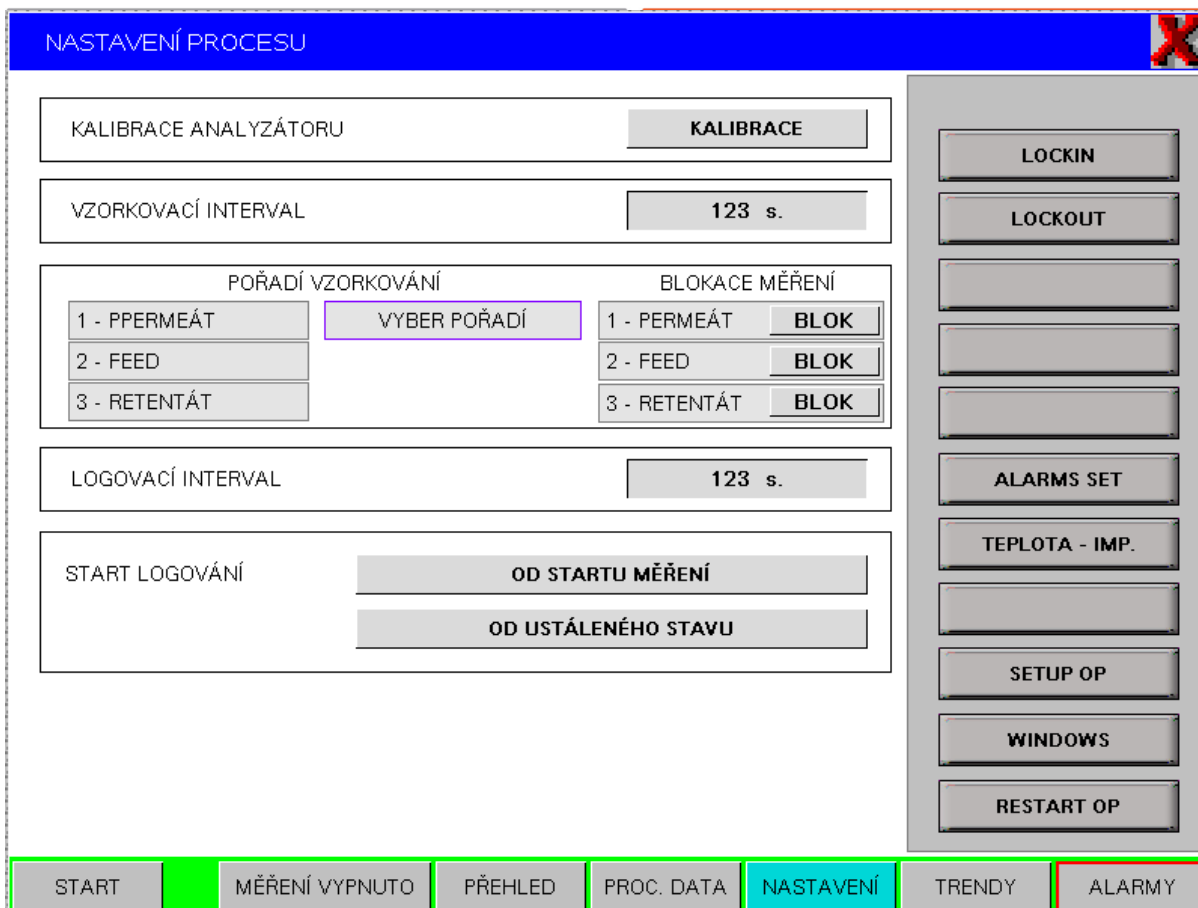 NASTAVENÍ PROCESU
X
KALIBRACE ANALYZÁTORU KALIBRACE
VZORKOVACÍ INTERVAL 123 s.
POŘADÍ VZORKOVÁNÍ BLOKACE MĚŘENÍ
1 - PPERMEÁT VYBER POŘADÍ 1 - PERMEÁT BLOK
2 - FEED 2 - FEED BLOK
3 - RETENTÁT 3 - RETENTÁT BLOK
LOGOVACÍ INTERVAL 123 s.
START LOGOVÁNÍ OD STARTU MĚŘENÍ
OD USTÁLENÉHO STAVU
LOCKIN
LOCKOUT
ALARMS SET
TEPLOTA - IMP.
SETUP OP
WINDOWS
RESTART OP
START MĚŘENÍ VYPNUTO PŘEHLED PROC. DATA NASTAVENÍ TRENDY ALARMY